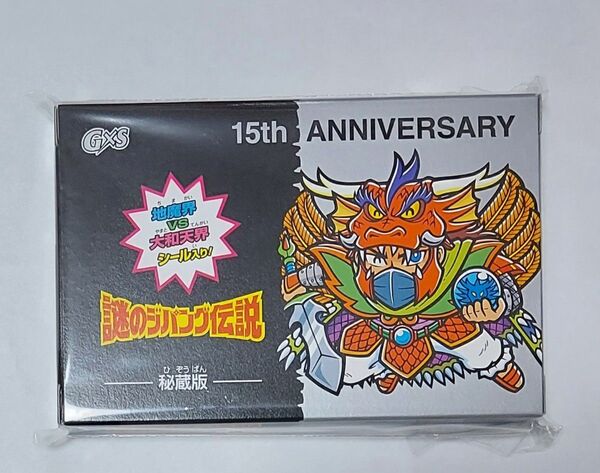 GXS
15th ANNIVERSARY
ちまかい
地魔界
VS
やまとてんかい
大和天界
シール入り!
謎のジパング伝説
ひぞうばん
秘蔵版